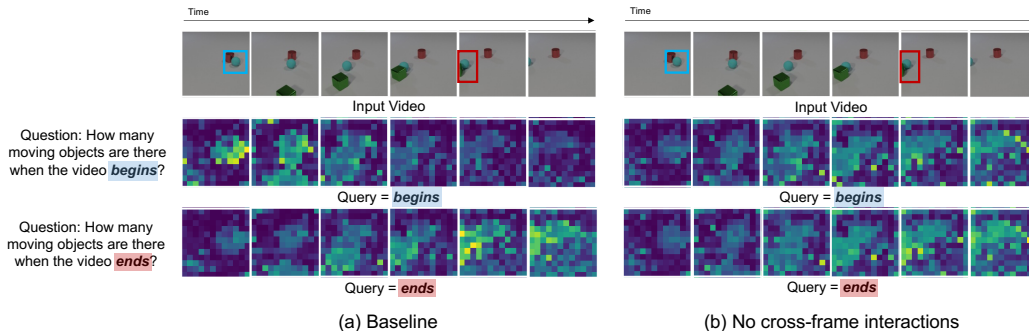 Time
Time
Input Video
Input Video
Question: How many
moving objects are there
when the video begins?
Query = begins
Query = begins
Question: How many
moving objects are there
when the video ends?
Query = ends
Query = ends
(a) Baseline
(b) No cross-frame interactions